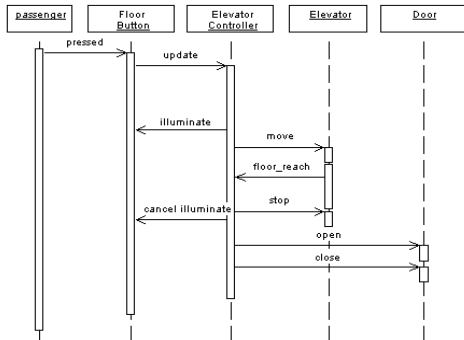 passenger
Floor
Button
Elevator
Controller
Elevator
Door
pressed
update
illuminate
move
floor_reach
stop
cancel illuminate
open
close